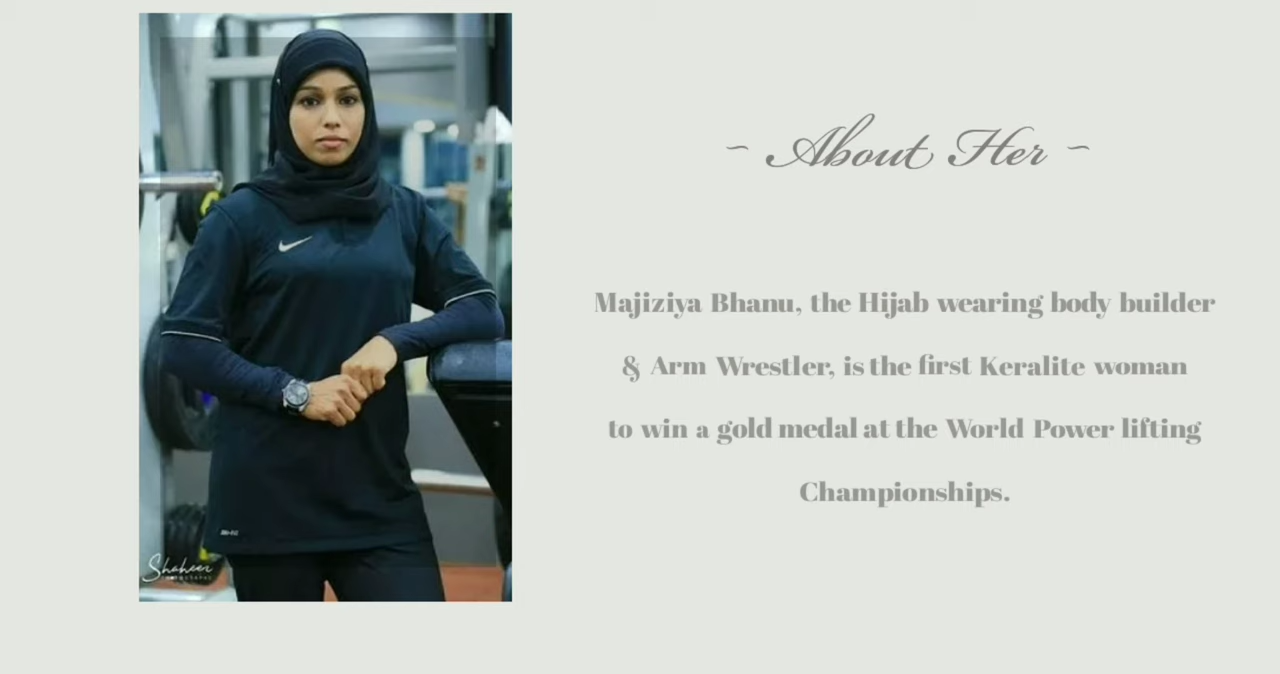 ~ About Her ~
Majiziya Bhanu, the Hijab wearing body builder
& Arm Wrestler, is the first Keralite woman
to win a gold medal at the World Power lifting
Championships.
Shaheer